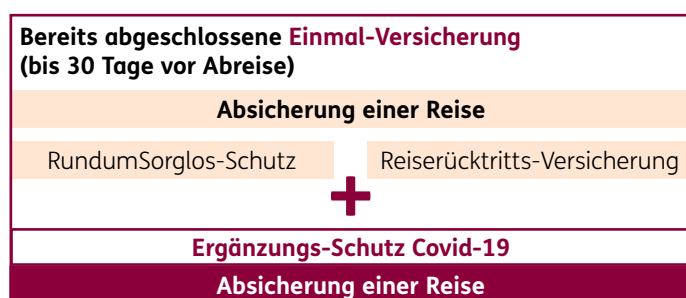 Bereits abgeschlossene Einmal-Versicherung
(bis 30 Tage vor Abreise)
Absicherung einer Reise
RundumSorglos-Schutz
Reiserücktritts-Versicherung
+
Ergänzungs-Schutz Covid-19
Absicherung einer Reise